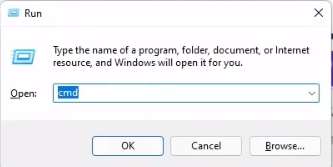 Run
Type the name of a program, folder, document, or Internet
resource, and Windows will open it for you.
Open: cmd
OK Cancel Browse...